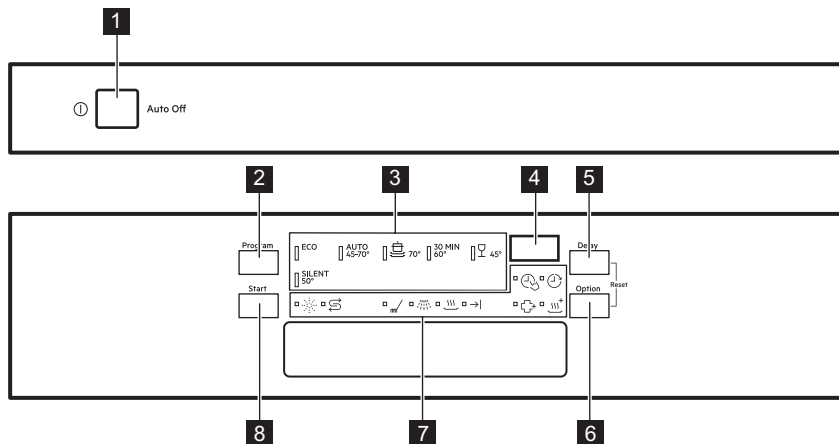 1
Auto Off
2
3
4
5
Program
ECO
AUTO
45-70°
70°
30 MIN
60°
45°
Delay
SILENT
50°
Start
Option
Reset
8
7
6